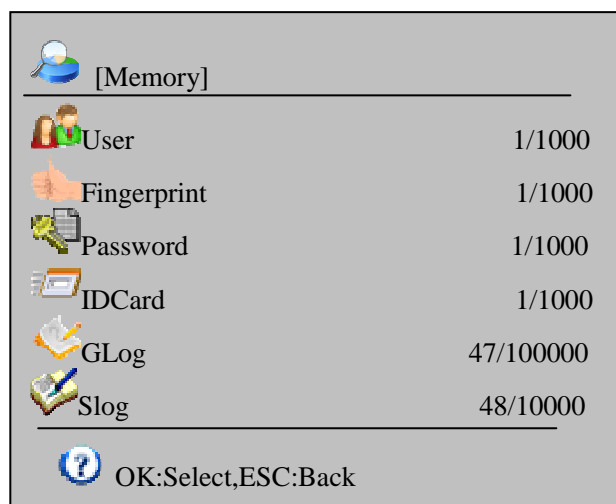 [Memory]
User 1/1000
Fingerprint 1/1000
Password 1/1000
IDCard 1/1000
GLog 47/100000
Slog 48/10000
? OK:Select,ESC:Back